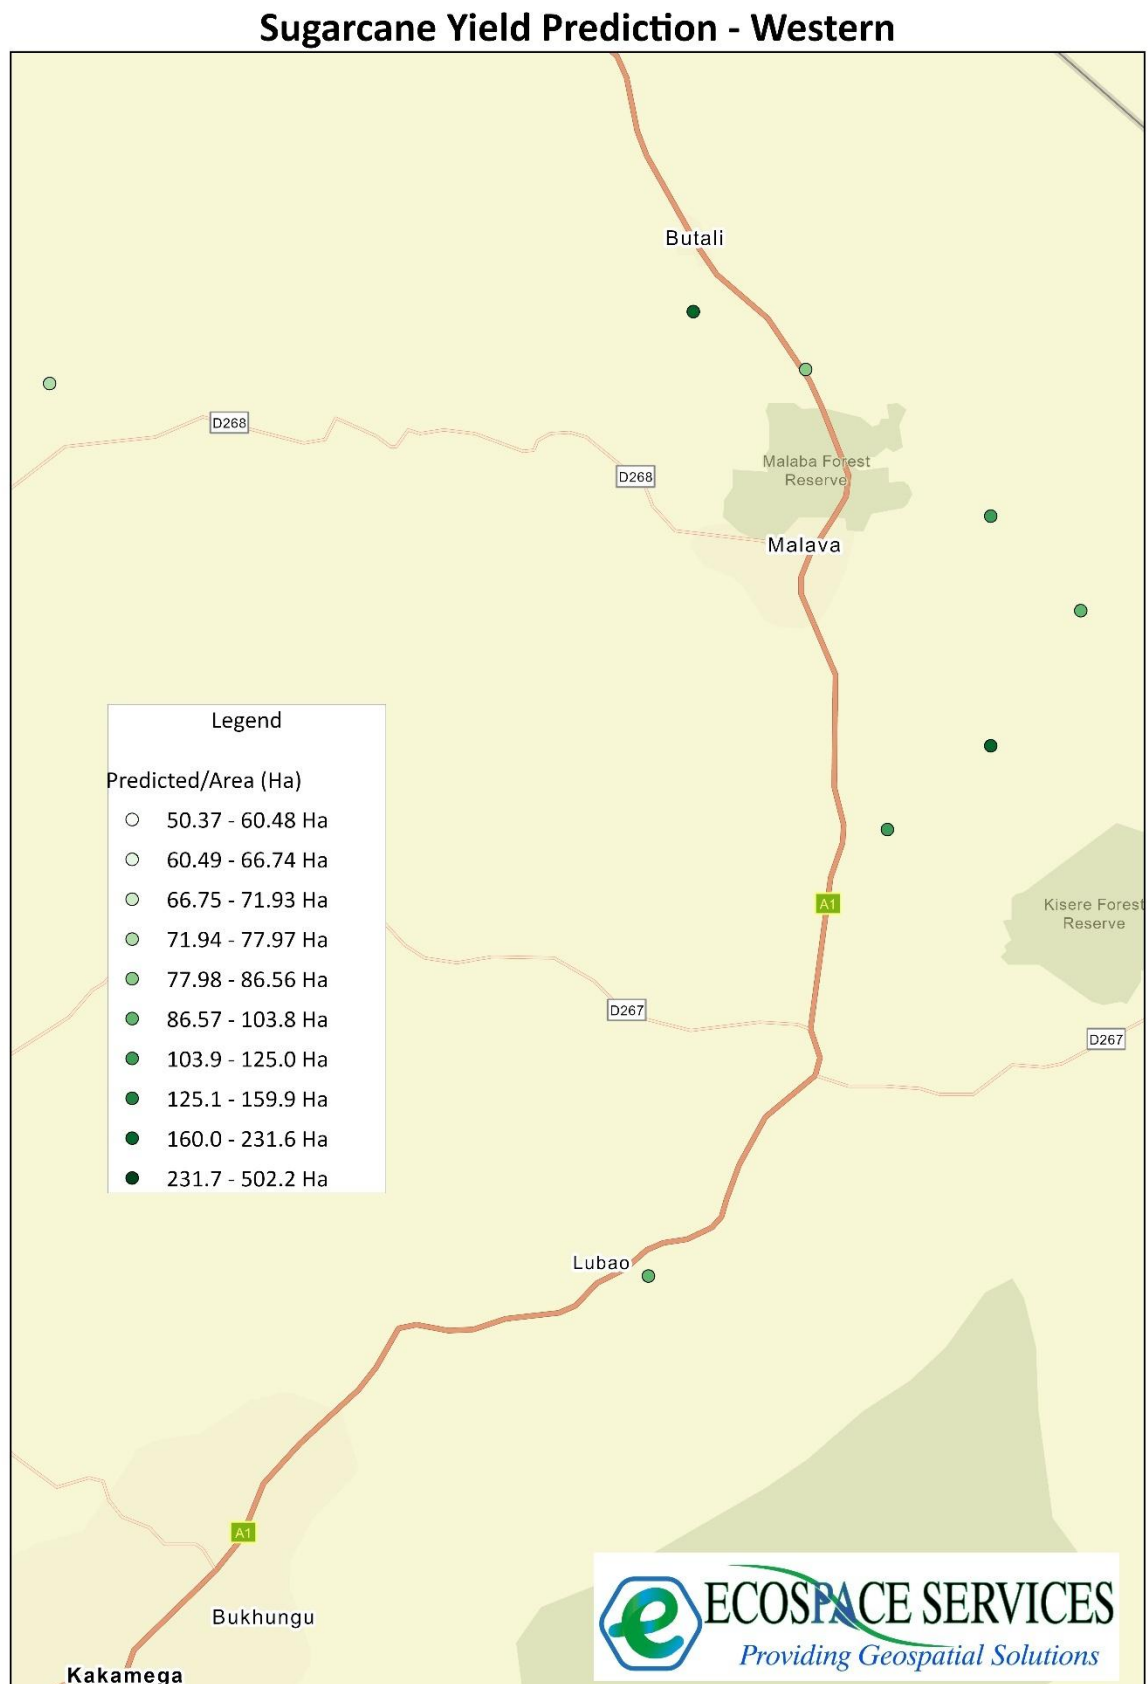 Sugarcane Yield Prediction - Western
Butali
D268
D268
Malaba Forest
Reserve
Malava
Legend
Predicted/Area (Ha)
50.37 - 60.48 Ha
60.49 - 66.74 Ha
66.75 - 71.93 Ha
71.94 - 77.97 Ha
77.98 - 86.56 Ha
86.57 - 103.8 Ha
103.9 - 125.0 Ha
125.1 - 159.9 Ha
160.0 - 231.6 Ha
231.7 - 502.2 Ha
A1
Kisere Forest
Reserve
D267
D267
Lubao
A1
Bukhungu
Kakamega
e ECOSPACE SERVICES
Providing Geospatial Solutions